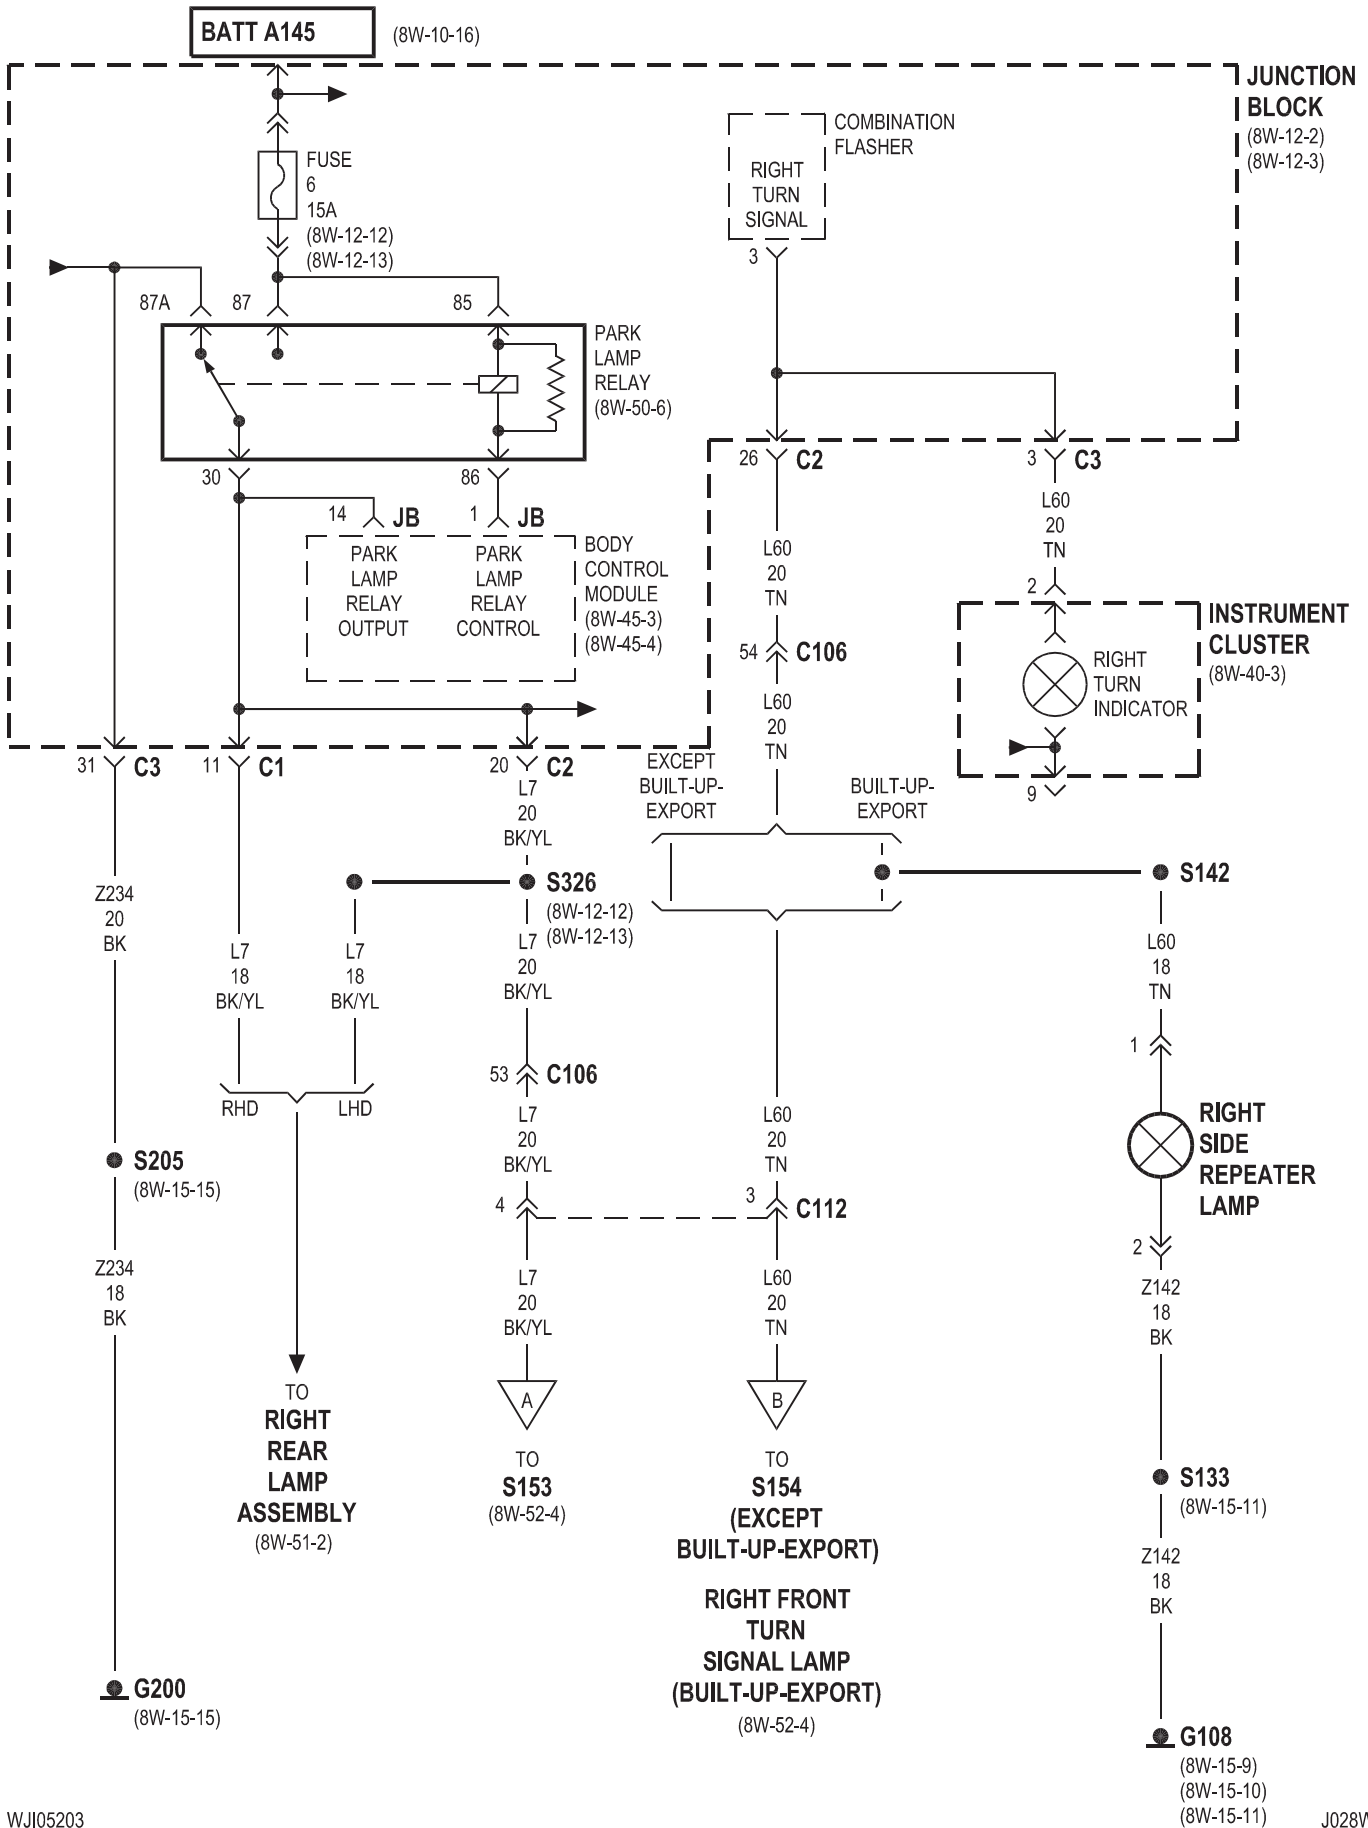 BATT A145
(8W-10-16)
JUNCTION
BLOCK
(8W-12-2)
(8W-12-3)
FUSE
6
15A
(8W-12-12)
(8W-12-13)
COMBINATION
FLASHER
RIGHT
TURN
SIGNAL
3
87A
87
85
PARK
LAMP
RELAY
(8W-50-6)
30
86
26
C2
3
C3
14
JB
1
JB
PARK
LAMP
RELAY
OUTPUT
PARK
LAMP
RELAY
CONTROL
BODY
CONTROL
MODULE
(8W-45-3)
(8W-45-4)
L60
20
TN
L60
20
TN
2
54
C106
L60
20
TN
RIGHT
TURN
INDICATOR
INSTRUMENT
CLUSTER
(8W-40-3)
9
31
C3
11
C1
20
C2
EXCEPT
BUILT-UP-
EXPORT
BUILT-UP-
EXPORT
L7
20
BK/YL
S326
(8W-12-12)
(8W-12-13)
S142
Z234
20
BK
L7
18
BK/YL
L7
18
BK/YL
L7
20
BK/YL
L60
18
TN
1
53
C106
RHD
LHD
L7
20
BK/YL
L60
20
TN
RIGHT
SIDE
REPEATER
LAMP
S205
(8W-15-15)
4
3
C112
2
Z234
18
BK
L7
20
BK/YL
L60
20
TN
Z142
18
BK
TO
RIGHT
REAR
LAMP
ASSEMBLY
(8W-51-2)
A
TO
S153
(8W-52-4)
B
TO
S154
(EXCEPT
BUILT-UP-EXPORT)
RIGHT FRONT
TURN
SIGNAL LAMP
(BUILT-UP-EXPORT)
(8W-52-4)
S133
(8W-15-11)
Z142
18
BK
G200
(8W-15-15)
G108
(8W-15-9)
(8W-15-10)
(8W-15-11)
WJI05203
J028W